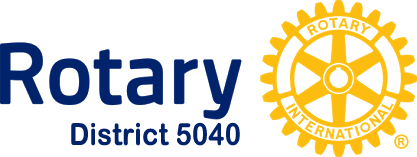 Rotary
District 5040
ROTARY
INTERNATIONAL
®